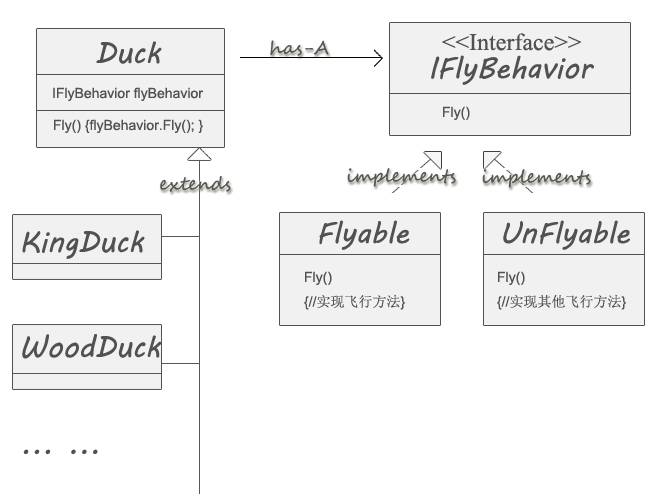 Duck
IFlyBehavior flyBehavior
Fly() {flyBehavior.Fly(); }
has-A
<<Interface>>
IFlyBehavior
Fly()
extends
implements
implements
KingDuck
WoodDuck
... ...
Flyable
Fly()
{//实现飞行方法}
UnFlyable
Fly()
{//实现其他飞行方法}